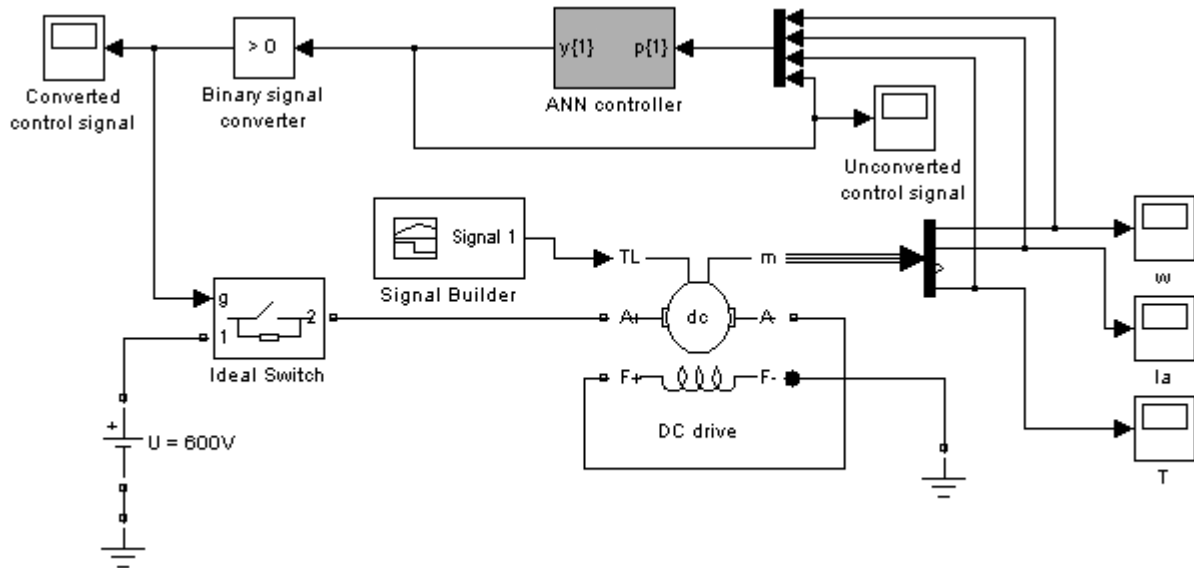 > 0
y{1} p{1}
Converted
control signal
Binary signal
converter
ANN controller
Unconverted
control signal
Signal 1
Signal Builder
TL
m
w
g
1
2
Ideal Switch
A+
dc
A-
Ia
F+
F-
DC drive
+
U = 600V
T